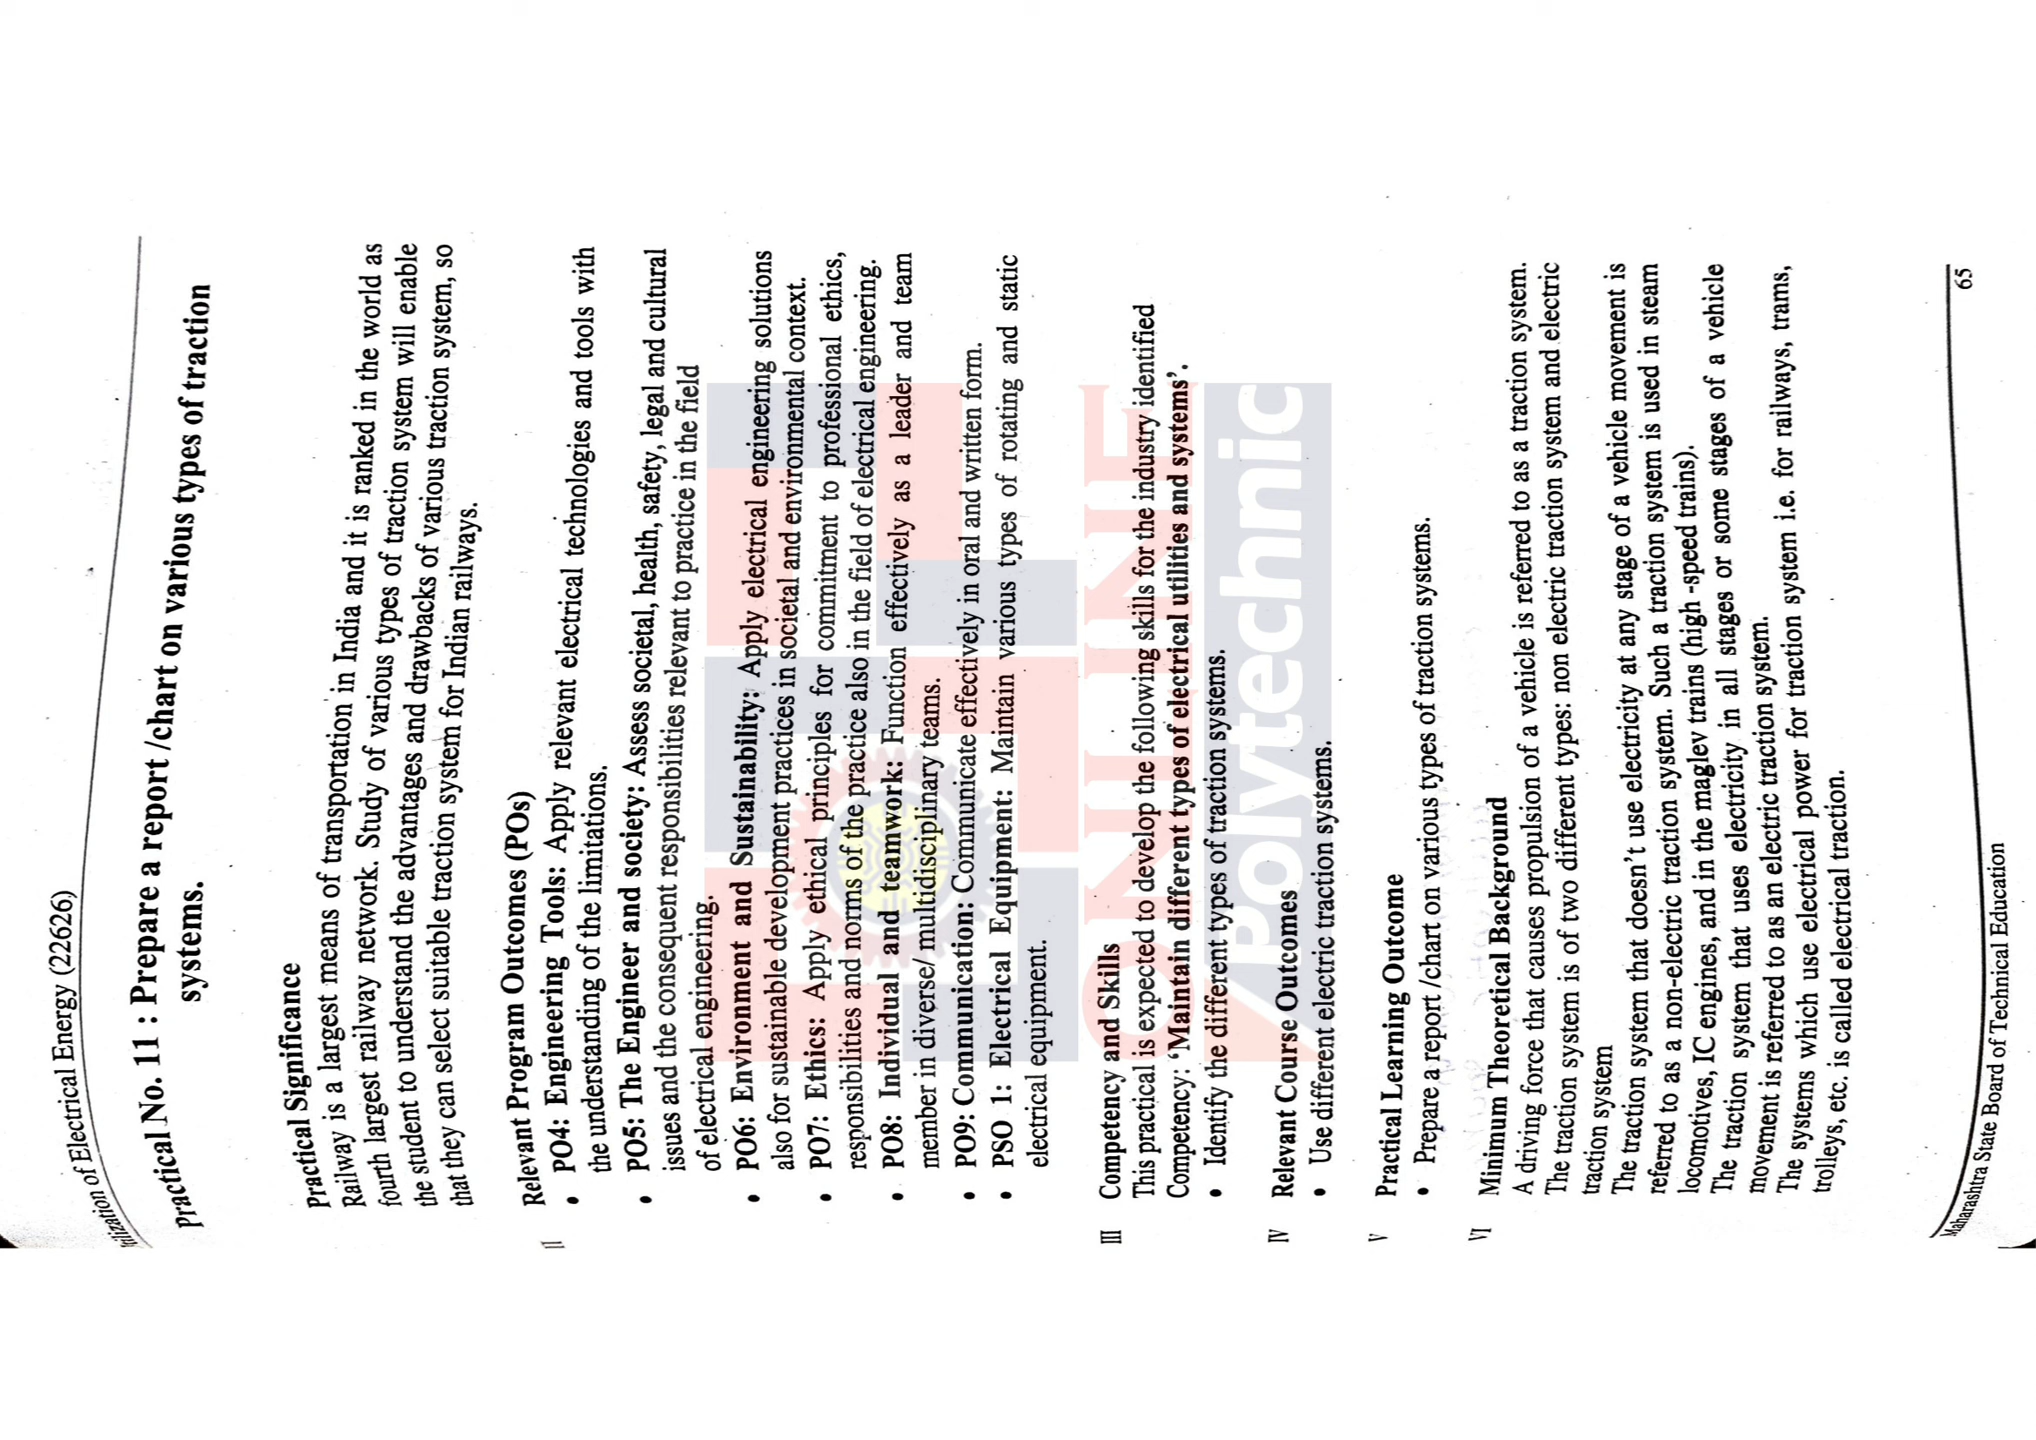 Utilization of Electrical Energy (22626)
Practical No. 11 : Prepare a report /chart on various types of traction
systems.
Practical Significance
Railway is a largest means of transportation in India and it is ranked in the world as
fourth largest railway network. Study of various types of traction system will enable
the student to understand the advantages and drawbacks of various traction system, so
that they can select suitable traction system for Indian railways.
II Relevant Program Outcomes (POs)
• PO4: Engineering Tools: Apply relevant electrical technologies and tools with
the understanding of the limitations.
• PO5: The Engineer and society: Assess societal, health, safety, legal and cultural
issues and the consequent responsibilities relevant to practice in the field
of electrical engineering.
• PO6: Environment and Sustainability: Apply electrical engineering solutions
also for sustainable development practices in societal and environmental context.
• PO7: Ethics: Apply ethical principles for commitment to professional ethics,
responsibilities and norms of the practice also in the field of electrical engineering.
• PO8: Individual and teamwork: Function effectively as a leader and team
member in diverse/ multidisciplinary teams.
• PO9: Communication: Communicate effectively in oral and written form.
• PSO 1: Electrical Equipment: Maintain various types of rotating and static
electrical equipment.
III Competency and Skills
This practical is expected to develop the following skills for the industry identified
Competency: ‘Maintain different types of electrical utilities and systems’.
• Identify the different types of traction systems.
IV Relevant Course Outcomes
• Use different electric traction systems.
V Practical Learning Outcome
• Prepare a report /chart on various types of traction systems.
VI Minimum Theoretical Background
A driving force that causes propulsion of a vehicle is referred to as a traction system.
The traction system is of two different types: non electric traction system and electric
traction system
The traction system that doesn’t use electricity at any stage of a vehicle movement is
referred to as a non-electric traction system. Such a traction system is used in steam
locomotives, IC engines, and in the maglev trains (high -speed trains).
The traction system that uses electricity in all stages or some stages of a vehicle
movement is referred to as an electric traction system.
The systems which use electrical power for traction system i.e. for railways, trams,
trolleys, etc. is called electrical traction.
Maharashtra State Board of Technical Education 65
ONLINE
Polytechnic